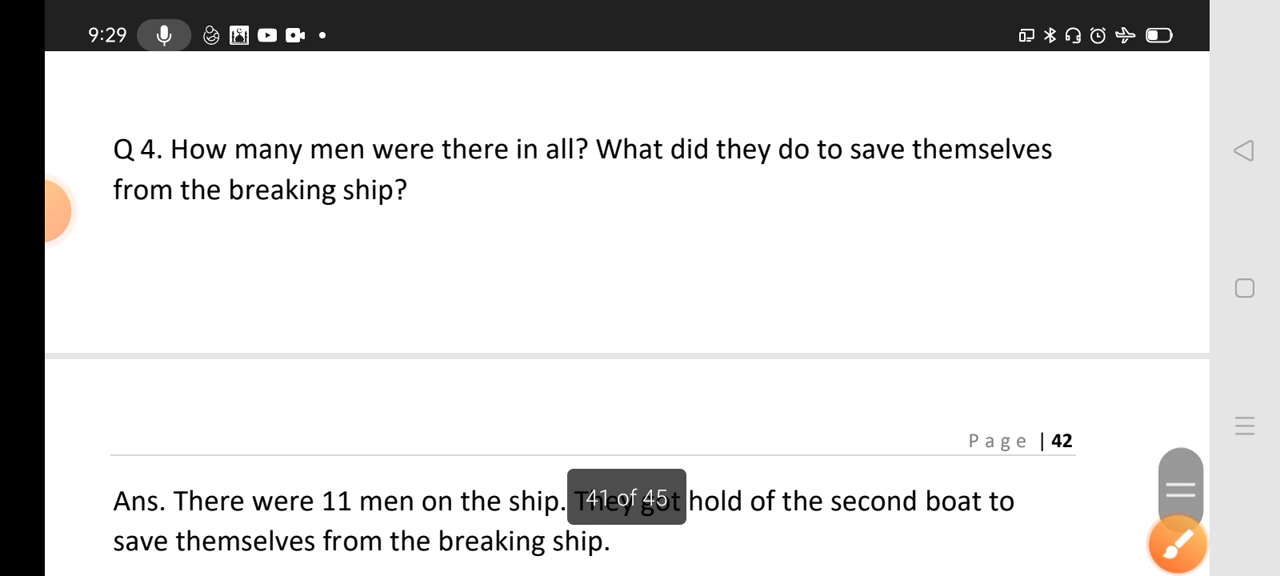 9:29
Q 4. How many men were there in all? What did they do to save themselves
from the breaking ship?
Page | 42
Ans. There were 11 men on the ship. They got hold of the second boat to
41 of 45
save themselves from the breaking ship.